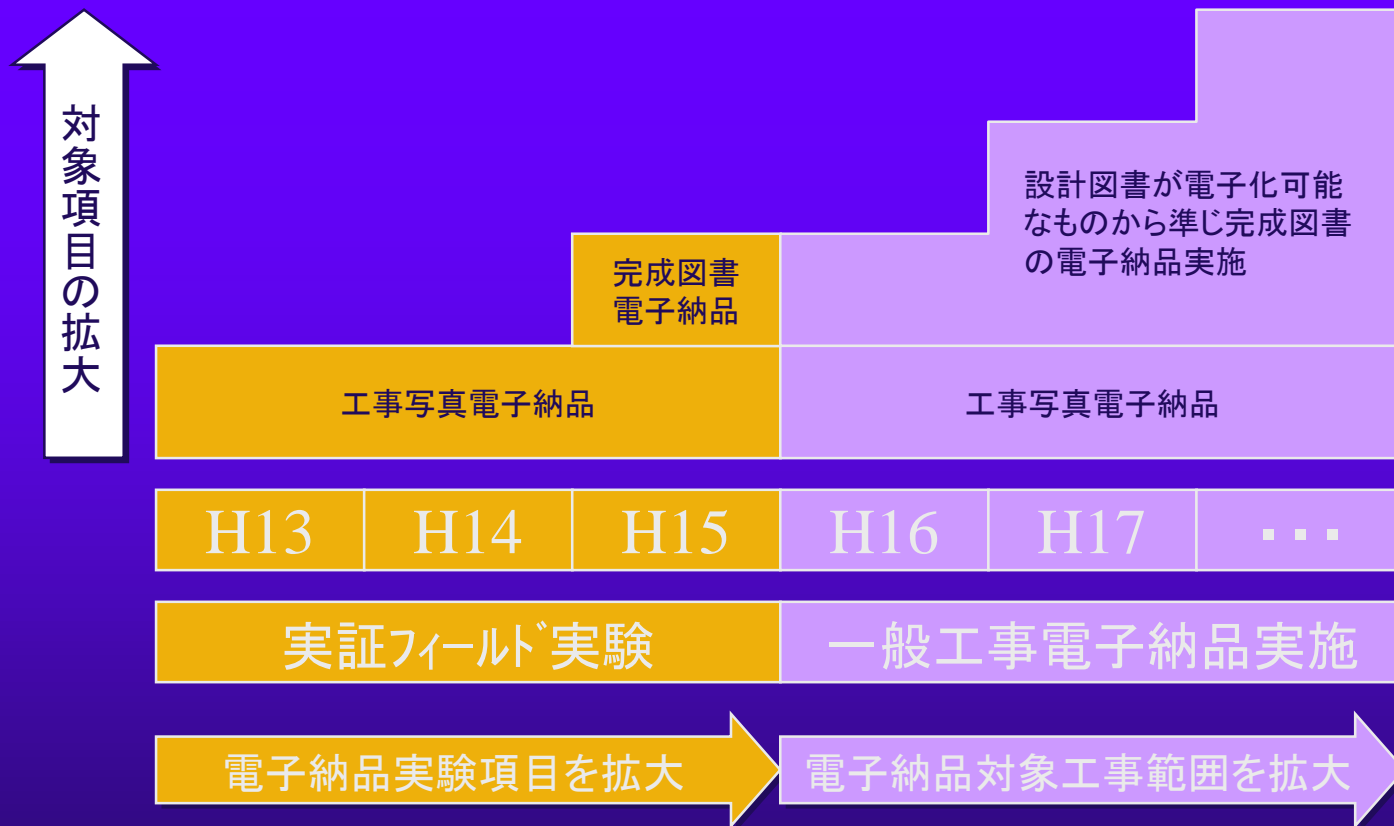 対象項目の拡大
設計図書が電子化可能
なものから準じ完成図書
の電子納品実施
完成図書
電子納品
工事写真電子納品
工事写真電子納品
H13
H14
H15
H16
H17
・・・
実証フィールド実験
一般工事電子納品実施
電子納品実験項目を拡大
電子納品対象工事範囲を拡大